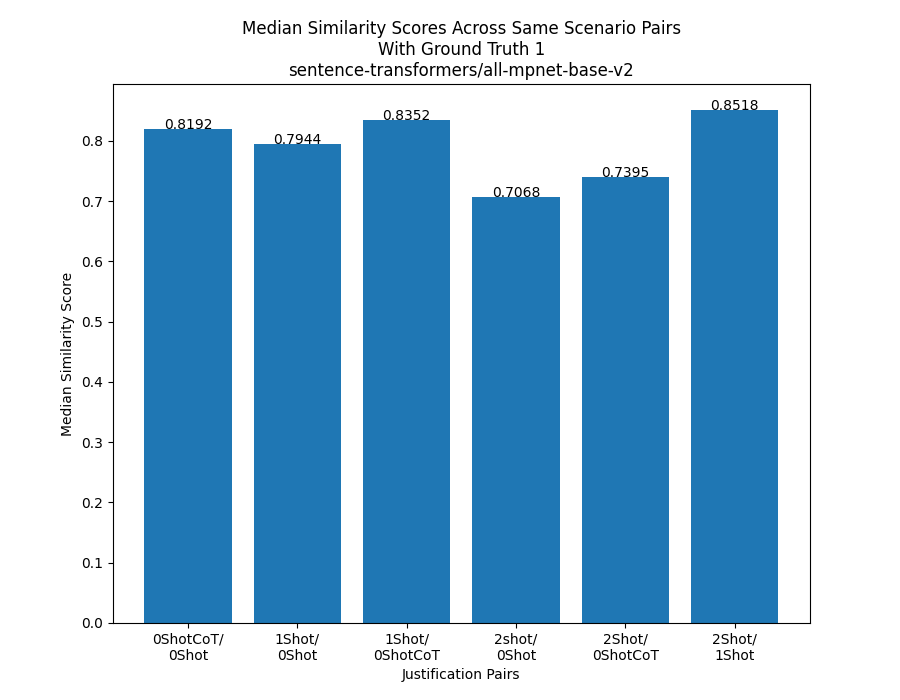 Median Similarity Scores Across Same Scenario Pairs
With Ground Truth 1
sentence-transformers/all-mpnet-base-v2
0.8192
0.7944
0.8352
0.7068
0.7395
0.8518
Median Similarity Score
0.8
0.7
0.6
0.5
0.4
0.3
0.2
0.1
0.0
0ShotCoT/
0Shot
1Shot/
0Shot
1Shot/
0ShotCoT
2shot/
0Shot
2Shot/
0ShotCoT
2Shot/
1Shot
Justification Pairs